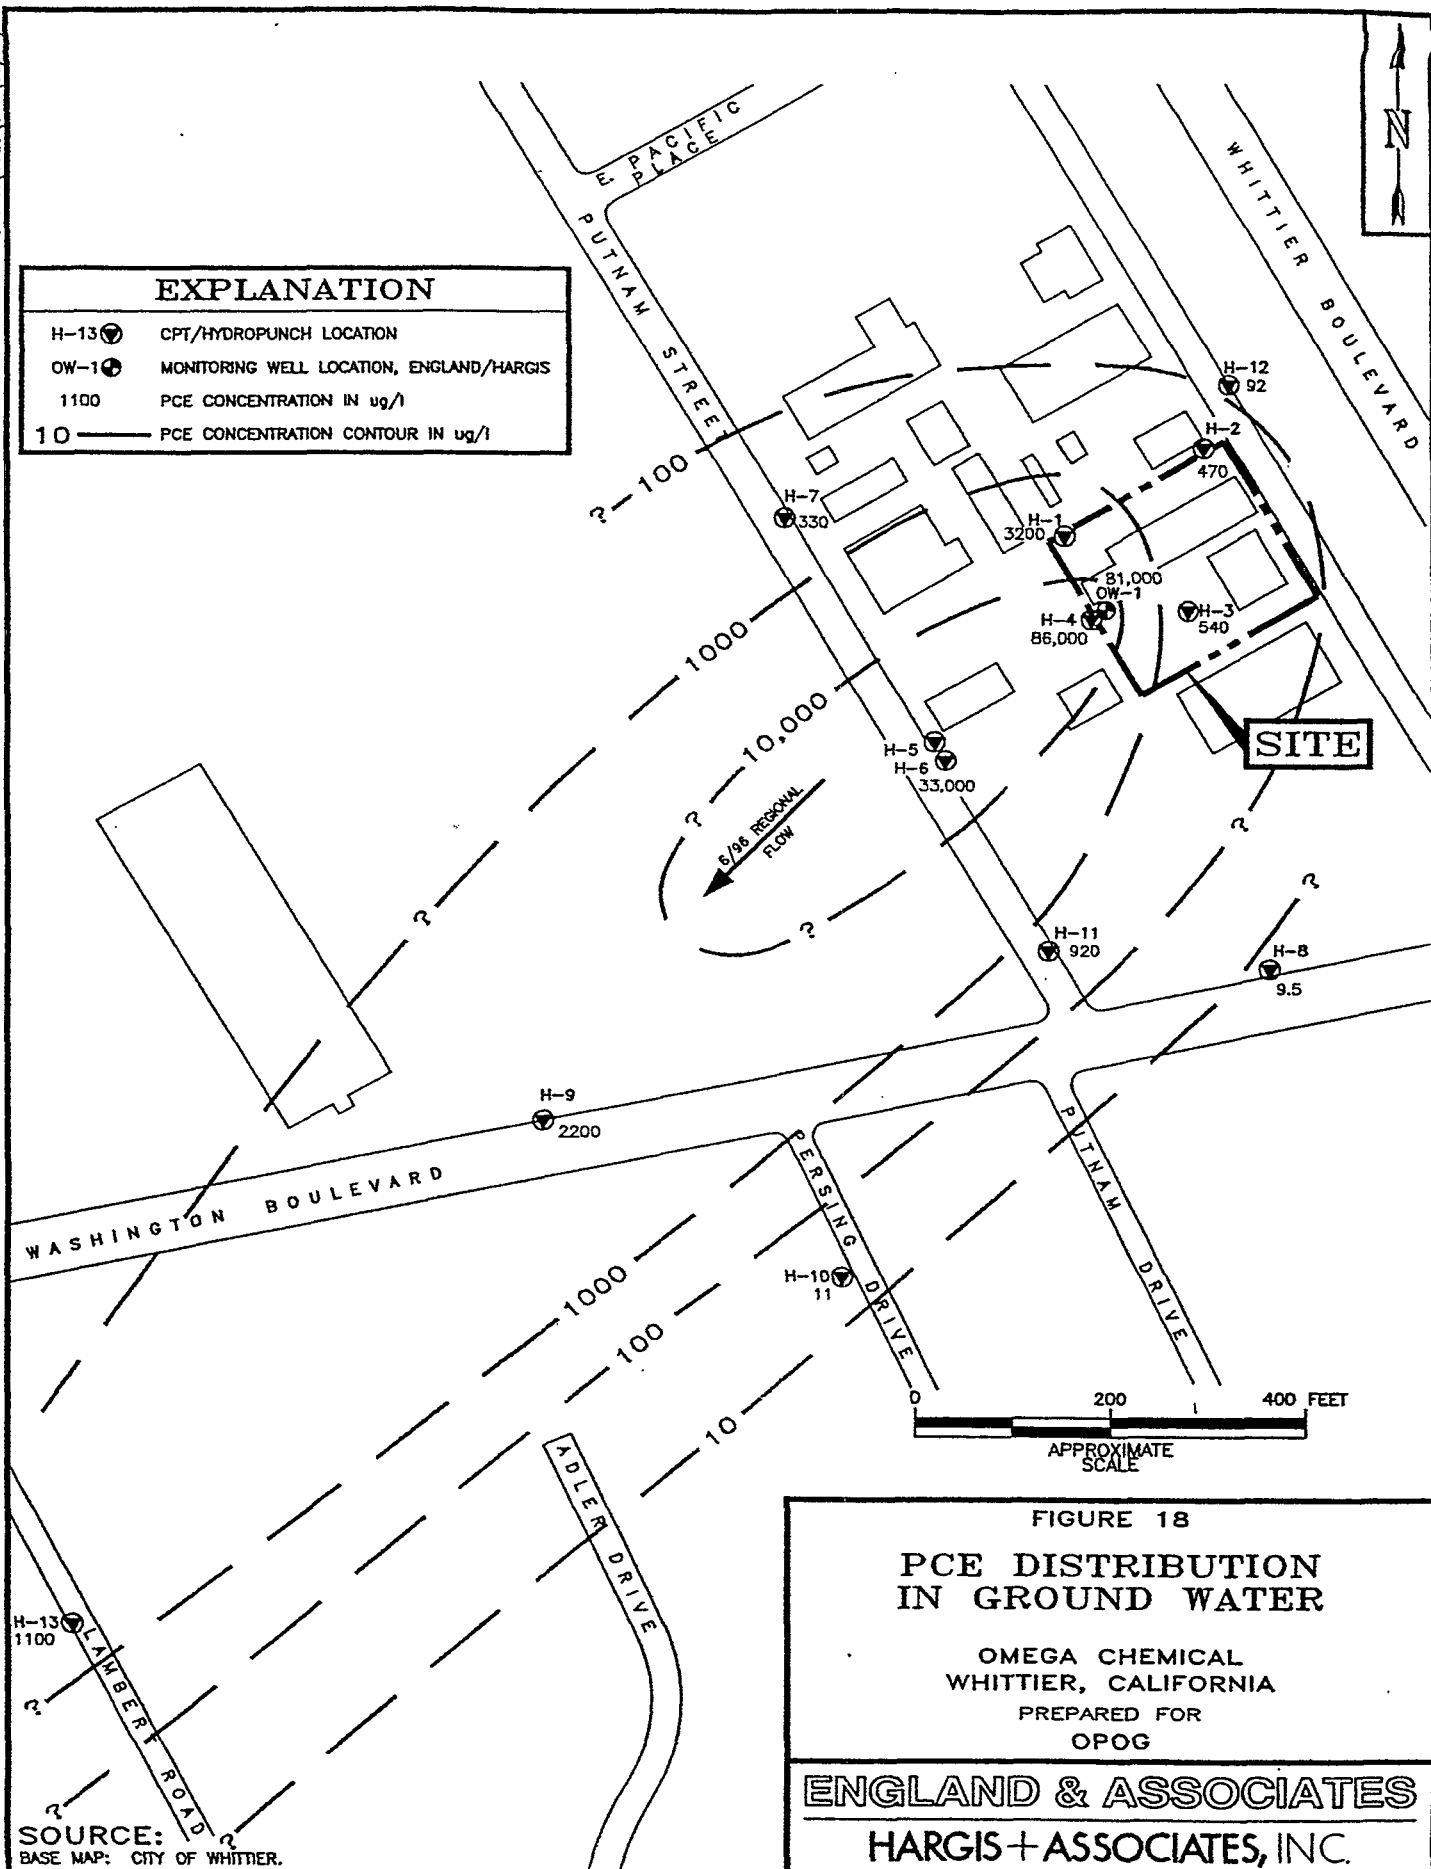 N
E. PACIFIC
PLACE
WHITTIER BOULEVARD
PUTNAM STREET
EXPLANATION
H-13 CPT/HYDROPUNCH LOCATION
OW-1 MONITORING WELL LOCATION, ENGLAND/HARGIS
1100 PCE CONCENTRATION IN ug/l
10 PCE CONCENTRATION CONTOUR IN ug/l
H-12
92
H-2
470
? 100
H-7
330
H-1
3200
81,000
OW-1
H-4
86,000
H-3
540
1000
10,000
SITE
H-5
H-6
33,000
?
6/96 REGIONAL
FLOW
?
?
?
?
H-11
920
H-8
9.5
H-9
2200
WASHINGTON BOULEVARD
PERSING DRIVE
PUTNAM DRIVE
H-10
11
1000
100
10
0 200 400 FEET
APPROXIMATE
SCALE
ADLER DRIVE
H-13
1100
LAMBERT ROAD
?
?
?
SOURCE:
BASE MAP: CITY OF WHITTIER.
FIGURE 18
PCE DISTRIBUTION
IN GROUND WATER
OMEGA CHEMICAL
WHITTIER, CALIFORNIA
PREPARED FOR
OPOG
ENGLAND & ASSOCIATES
HARGIS+ASSOCIATES, INC.